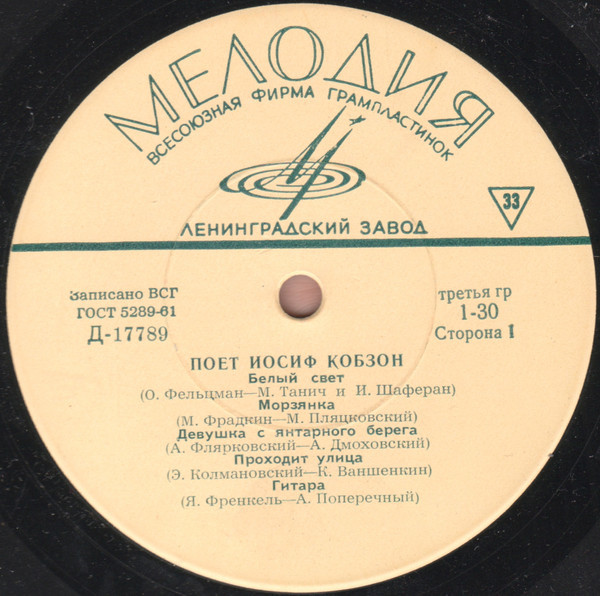 МЕЛОДИЯ
ВСЕСОЮЗНАЯ ФИРМА ГРАМПЛАСТИНОК
ЛЕНИНГРАДСКИЙ ЗАВОД
33
Записано ВСГ
ГОСТ 5289-61
Д-17789
третья гр
1-30
Сторона 1
ПОЕТ ИОСИФ КОБЗОН
Белый свет
(О. Фельцман—М. Танич и И. Шаферан)
Морзянка
(М. Фрадкин—М. Пляцковский)
Девушка с янтарного берега
(А. Флярковский—А. Дмоховский)
Проходит улица
(Э. Колмановский—К. Ваншенкин)
Гитара
(Я. Френкель—А. Поперечный)